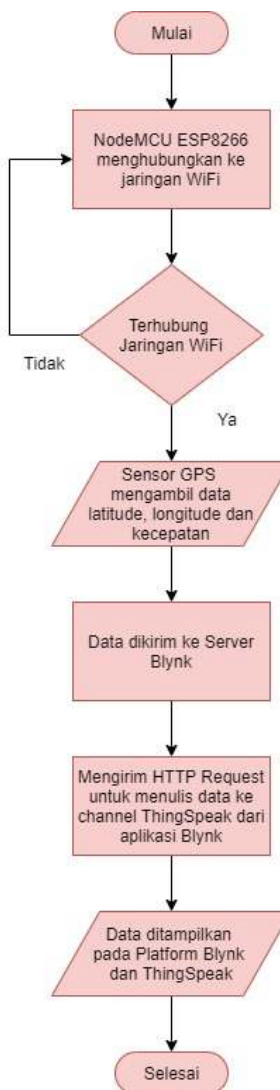 Mulai
NodeMCU ESP8266
menghubungkan ke
jaringan WiFi
Terhubung
Jaringan WiFi
Tidak
Ya
Sensor GPS
mengambil data
latitude, longitude dan
kecepatan
Data dikirim ke Server
Blynk
Mengirim HTTP Request
untuk menulis data ke
channel ThingSpeak dari
aplikasi Blynk
Data ditampilkan
pada Platform Blynk
dan ThingSpeak
Selesai